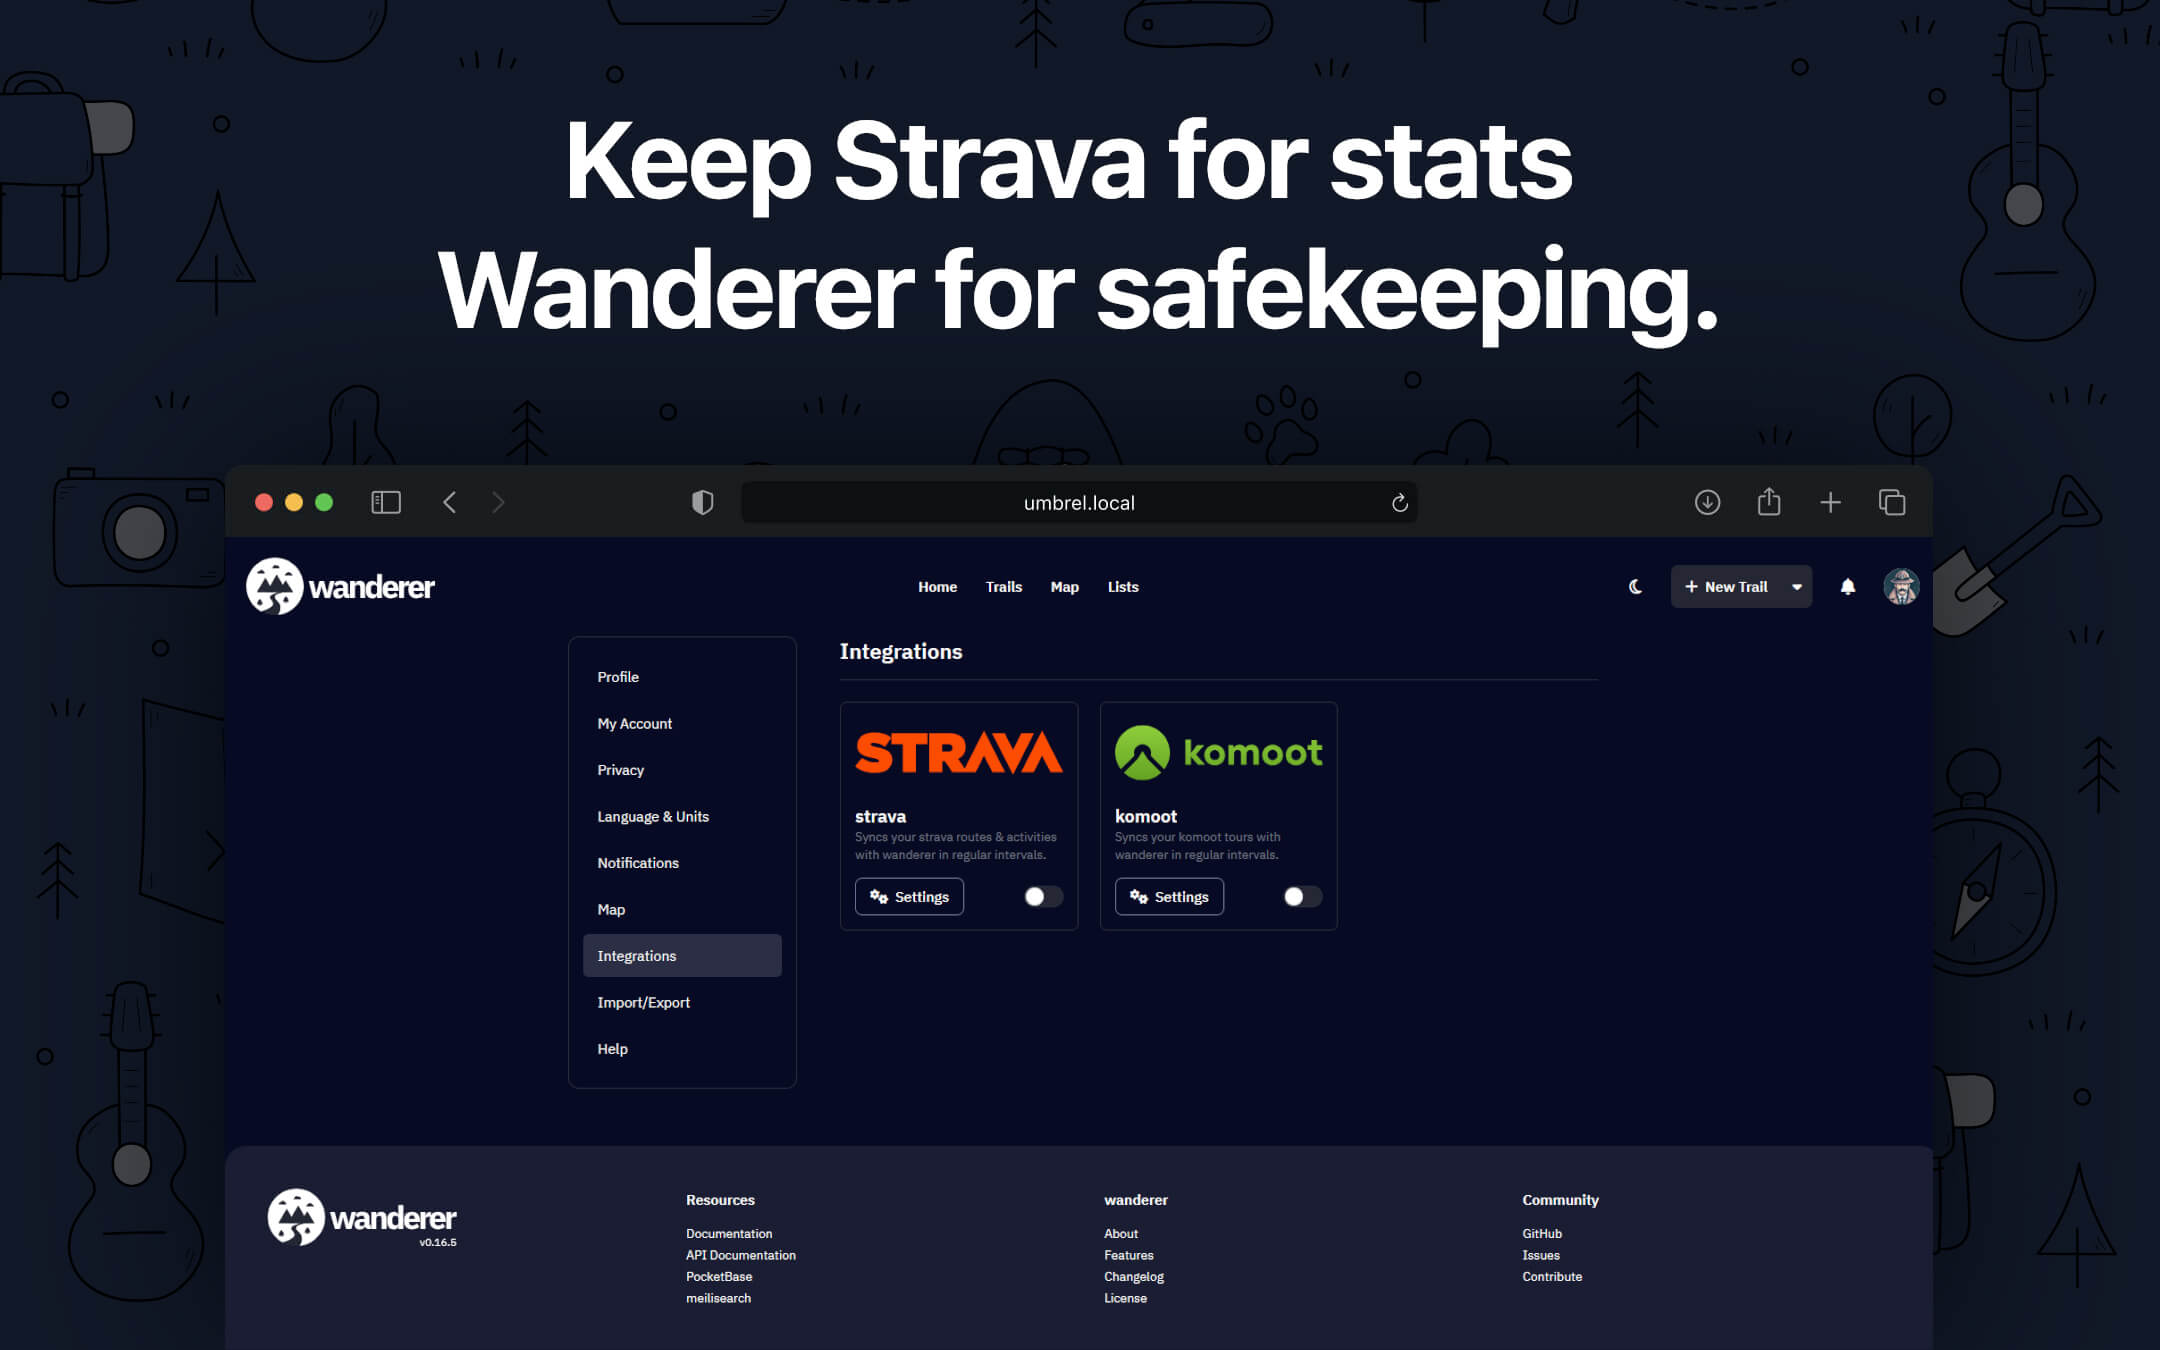 Keep Strava for stats
Wanderer for safekeeping.
umbrel.local
wanderer
Home Trails Map Lists
New Trail
Profile
My Account
Privacy
Language & Units
Notifications
Map
Integrations
Import/Export
Help
Integrations
STRAVA
strava
Syncs your strava routes & activities
with wanderer in regular intervals.
Settings
komoot
komoot
Syncs your komoot tours with
wanderer in regular intervals.
Settings
wanderer
v0.16.5
Resources
Documentation
API Documentation
PocketBase
meilisearch
wanderer
About
Features
Changelog
License
Community
GitHub
Issues
Contribute